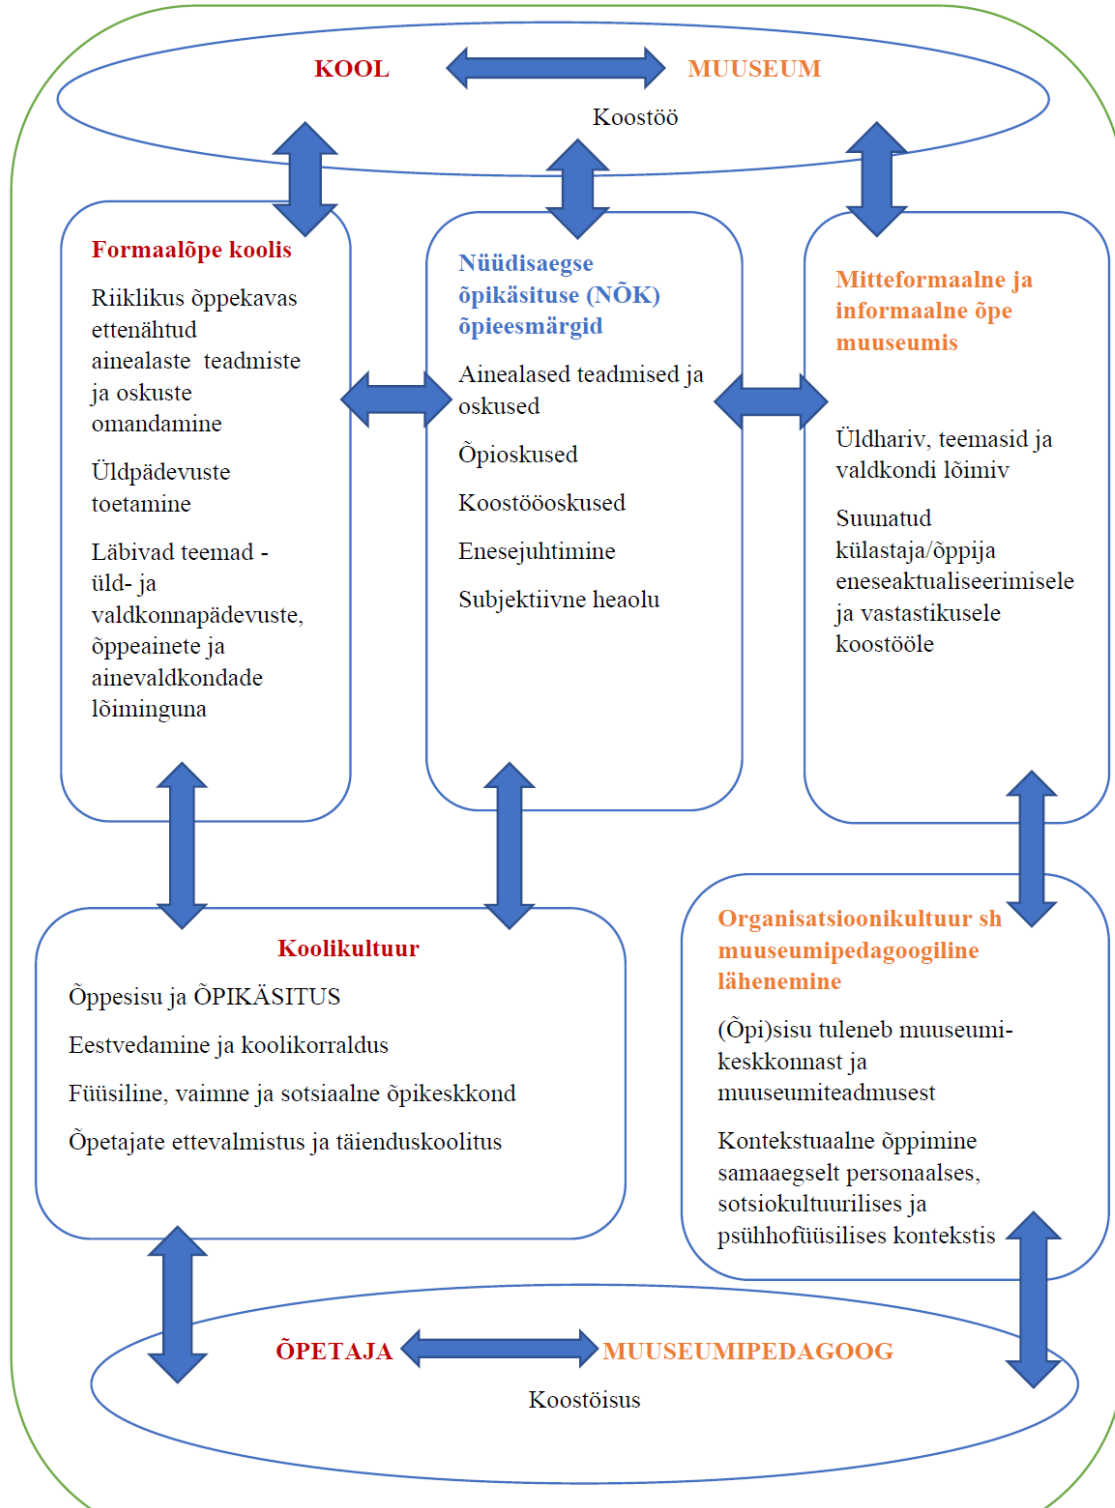 KOOL
MUUSEUM
Koostöö
Formaalõpe koolis
Riiklikus õppekavas
ettenähtud
ainealaste teadmiste
ja oskuste
omandamine
Üldpädevuste
toetamine
Läbivad teemad -
üld- ja
valdkonnapädevuste,
õppeainete ja
ainevaldkondade
lõiminguna
Nüüdisaegse
õpikäsituse (NÕK)
õpieesmärgid
Ainealased teadmised ja
oskused
Õpioskused
Koostööoskused
Enesejuhtimine
Subjektiivne heaolu
Mitteformaalne ja
informaalne õpe
muuseumis
Üldhariv, teemasid ja
valdkondi lõimiv
Suunatud
külastaja/õppija
eneseaktualiseerimisele
ja vastastikusele
koostööle
Koolikultuur
Õppesisu ja ÕPIKÄSITUS
Eestvedamine ja koolikorraldus
Füüsiline, vaimne ja sotsiaalne õpikeskkond
Õpetajate ettevalmistus ja täienduskoolitus
Organisatsioonikultuur sh
muuseumipedagoogiline
lähenemine
(Õpi)sisu tuleneb muuseumi-
keskkonnast ja
muuseumiteadmusest
Kontekstuaalne õppimine
samaaegselt personaalses,
sotsiokultuurilises ja
psühhofüüsilises kontekstis
ÕPETAJA
MUUSEUMIPEDAGOOG
Koostöisus